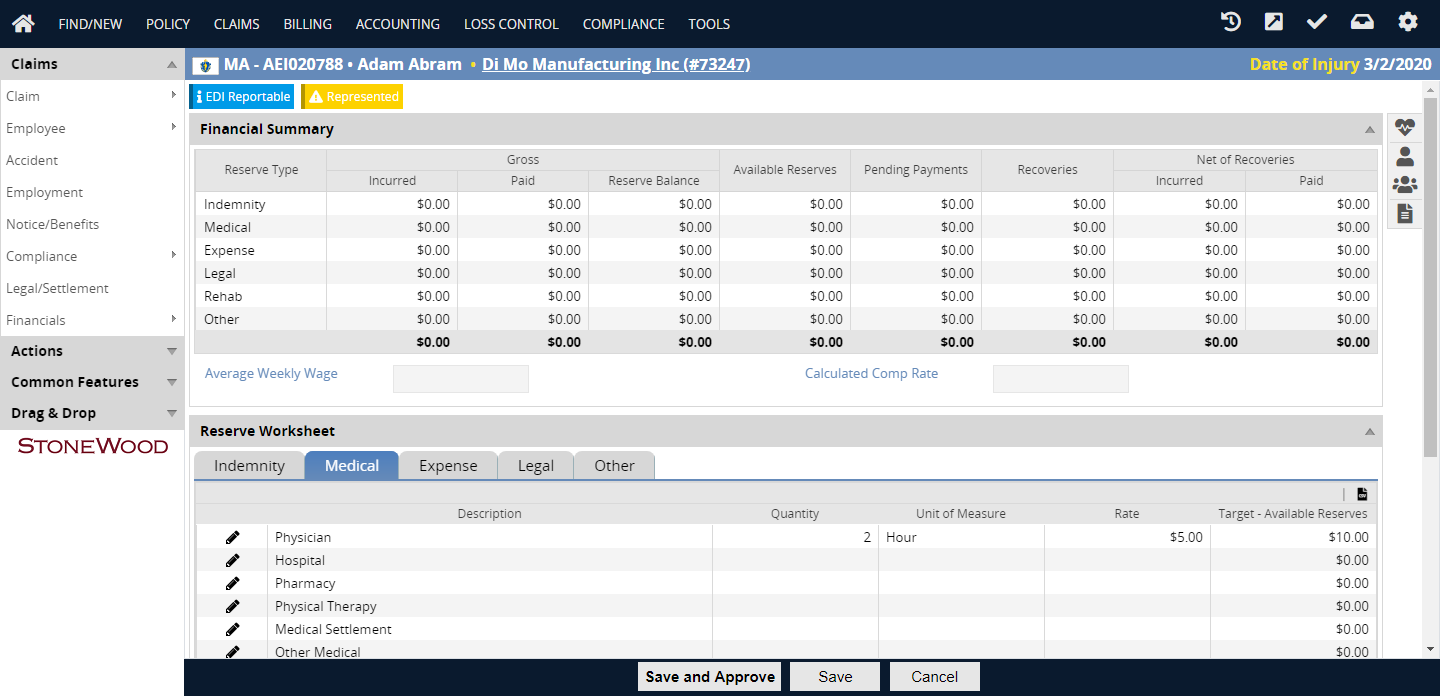 FIND/NEW POLICY CLAIMS BILLING ACCOUNTING LOSS CONTROL COMPLIANCE TOOLS
Claims
Claim
Employee
Accident
Employment
Notice/Benefits
Compliance
Legal/Settlement
Financials
Actions
Common Features
Drag & Drop
STONEWOOD
MA - AEI020788 • Adam Abram • Di Mo Manufacturing Inc (#73247) Date of Injury 3/2/2020
EDI Reportable Represented
Financial Summary
Reserve Type Gross Available Reserves Pending Payments Recoveries Net of Recoveries
Incurred Paid Reserve Balance Incurred Paid
Indemnity $0.00 $0.00 $0.00 $0.00 $0.00 $0.00 $0.00 $0.00
Medical $0.00 $0.00 $0.00 $0.00 $0.00 $0.00 $0.00 $0.00
Expense $0.00 $0.00 $0.00 $0.00 $0.00 $0.00 $0.00 $0.00
Legal $0.00 $0.00 $0.00 $0.00 $0.00 $0.00 $0.00 $0.00
Rehab $0.00 $0.00 $0.00 $0.00 $0.00 $0.00 $0.00 $0.00
Other $0.00 $0.00 $0.00 $0.00 $0.00 $0.00 $0.00 $0.00
$0.00 $0.00 $0.00 $0.00 $0.00 $0.00 $0.00 $0.00
Average Weekly Wage Calculated Comp Rate
Reserve Worksheet
Indemnity Medical Expense Legal Other
Description Quantity Unit of Measure Rate Target - Available Reserves
Physician 2 Hour $5.00 $10.00
Hospital $0.00
Pharmacy $0.00
Physical Therapy $0.00
Medical Settlement $0.00
Other Medical $0.00
Save and Approve Save Cancel